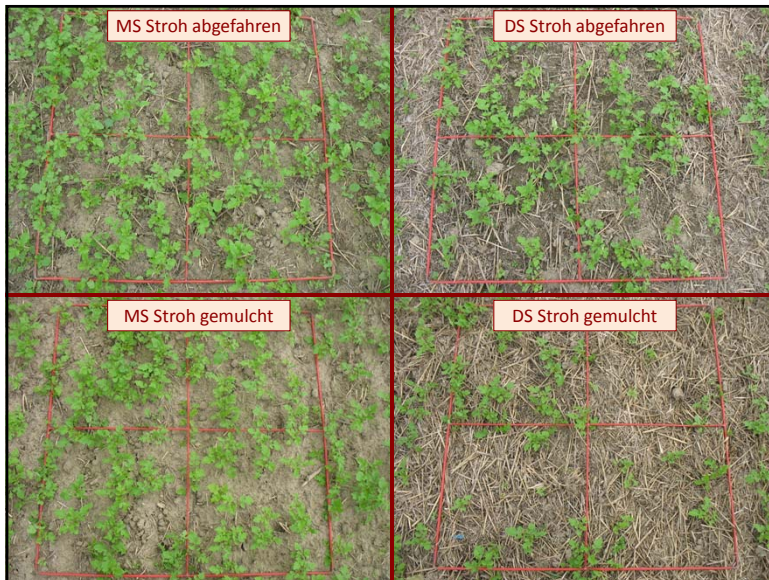 MS Stroh abgefahren
DS Stroh abgefahren
MS Stroh gemulcht
DS Stroh gemulcht